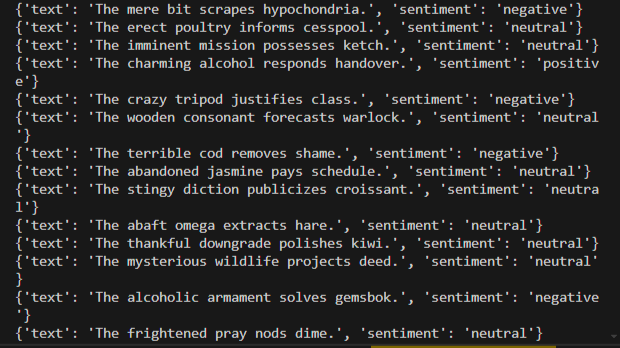 {'text': 'The mere bit scrapes hypochondria.', 'sentiment': 'negative'}
{'text': 'The erect poultry informs cesspool.', 'sentiment': 'neutral'}
{'text': 'The imminent mission possesses ketch.', 'sentiment': 'neutral'}
{'text': 'The charming alcohol responds handover.', 'sentiment': 'positiv
e'}
{'text': 'The crazy tripod justifies class.', 'sentiment': 'negative'}
{'text': 'The wooden consonant forecasts warlock.', 'sentiment': 'neutral
'}
{'text': 'The terrible cod removes shame.', 'sentiment': 'negative'}
{'text': 'The abandoned jasmine pays schedule.', 'sentiment': 'neutral'}
{'text': 'The stingy diction publicizes croissant.', 'sentiment': 'neutra
l'}
{'text': 'The abaft omega extracts hare.', 'sentiment': 'neutral'}
{'text': 'The thankful downgrade polishes kiwi.', 'sentiment': 'neutral'}
{'text': 'The mysterious wildlife projects deed.', 'sentiment': 'neutral'
}
{'text': 'The alcoholic armament solves gemsbok.', 'sentiment': 'negative
'}
{'text': 'The frightened pray nods dime.', 'sentiment': 'neutral'}